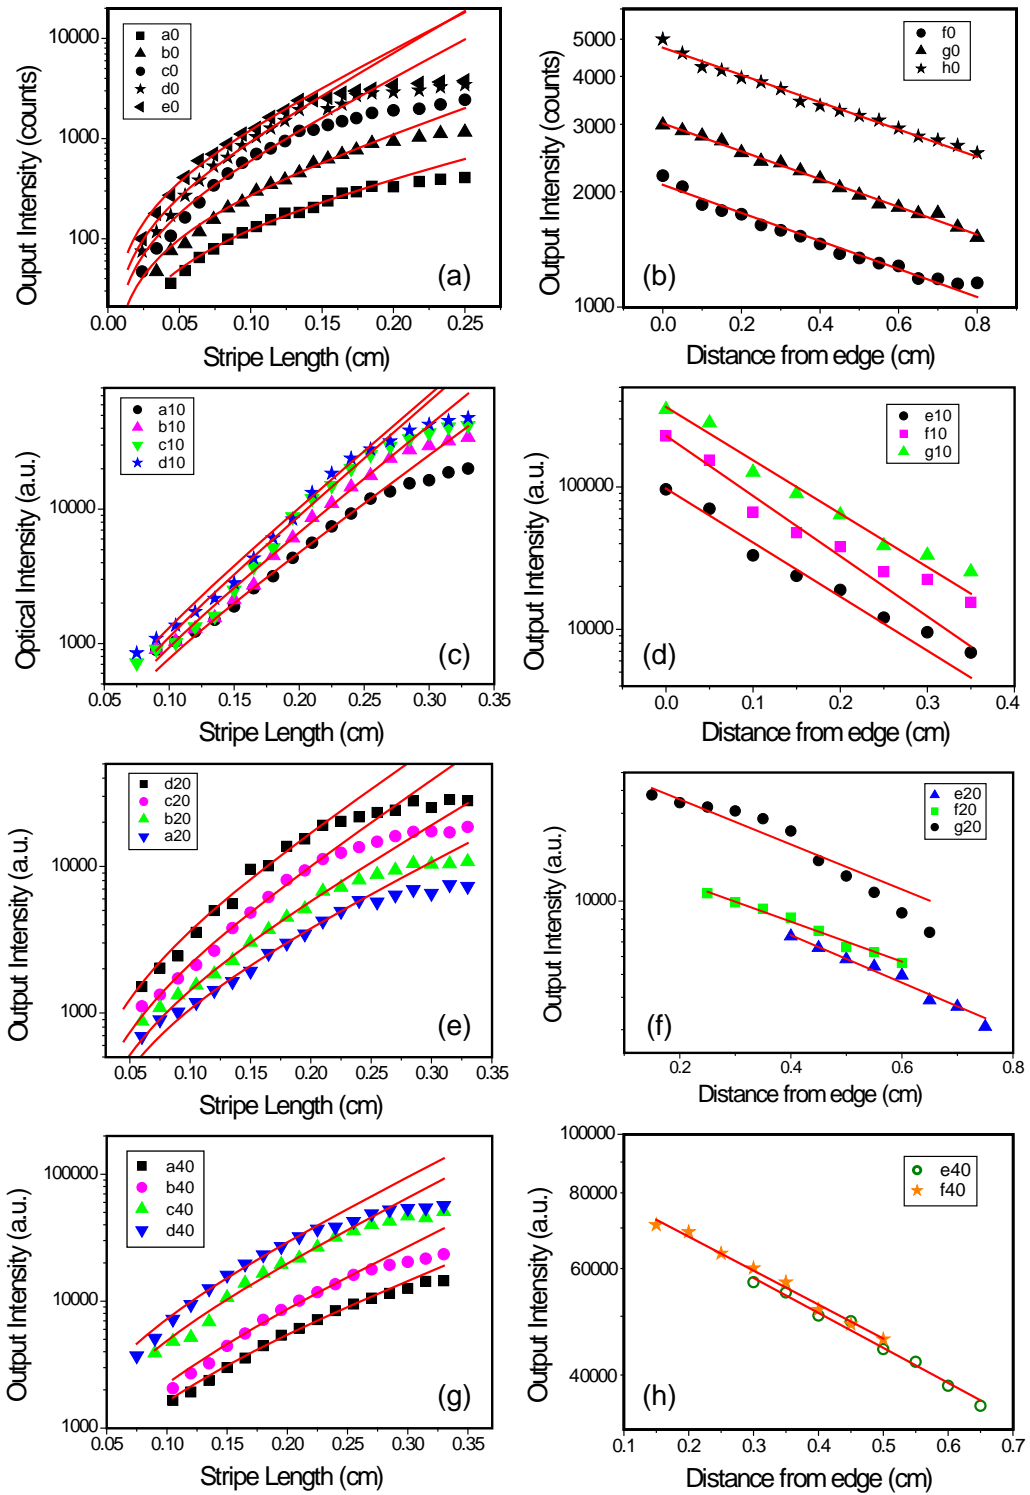 a0
b0
c0
d0
e0
10000
1000
100
Ouput Intensity (counts)
(a)
0.00 0.05 0.10 0.15 0.20 0.25
Stripe Length (cm)
f0
g0
h0
5000
4000
3000
2000
1000
Output Intensity (counts)
(b)
0.0 0.2 0.4 0.6 0.8
Distance from edge (cm)
a10
b10
c10
d10
10000
1000
Optical Intensity (a.u.)
(c)
0.05 0.10 0.15 0.20 0.25 0.30 0.35
Stripe Length (cm)
e10
f10
g10
100000
10000
Output Intensity (a.u.)
(d)
0.0 0.1 0.2 0.3 0.4
Distance from edge (cm)
d20
c20
b20
a20
10000
1000
Output Intensity (a.u.)
(e)
0.05 0.10 0.15 0.20 0.25 0.30 0.35
Stripe Length (cm)
e20
f20
g20
10000
Output Intensity (a.u.)
(f)
0.2 0.4 0.6 0.8
Distance from edge (cm)
a40
b40
c40
d40
100000
10000
1000
Output Intensity (a.u.)
(g)
0.05 0.10 0.15 0.20 0.25 0.30 0.35
Stripe Length (cm)
e40
f40
100000
80000
60000
40000
Output Intensity (a.u.)
(h)
0.1 0.2 0.3 0.4 0.5 0.6 0.7
Distance from edge (cm)